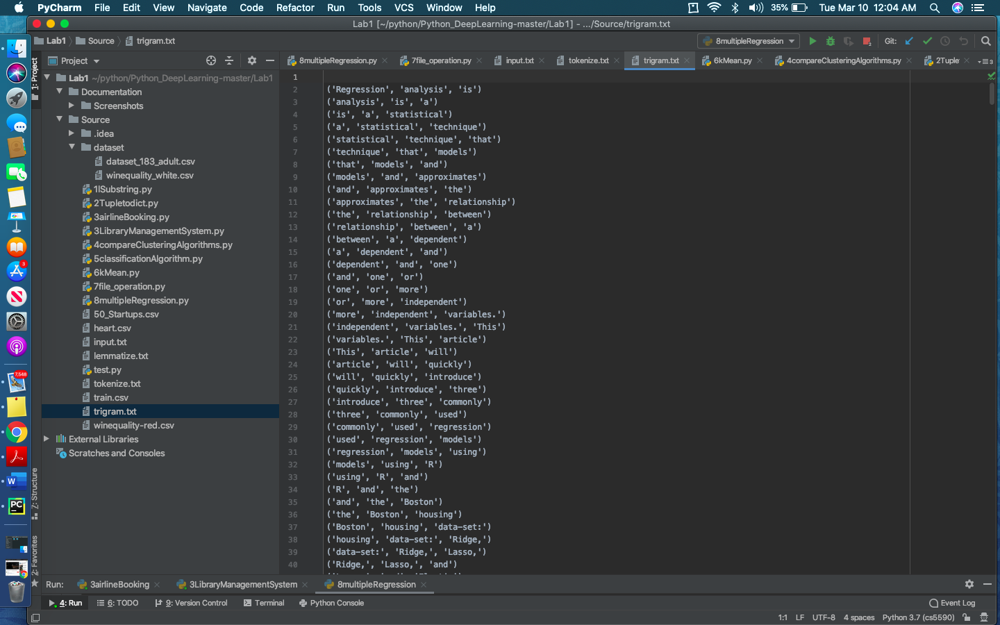 PyCharm File Edit View Navigate Code Refactor Run Tools VCS Window Help 35% Tue Mar 10 12:04 AM
Lab1 [~/python/Python_DeepLearning-master/Lab1] - .../Source/trigram.txt
Lab1 Source trigram.txt 8multipleRegression Git:
Project 8multipleRegression.py 7file_operation.py input.txt tokenize.txt trigram.txt 6kMean.py 4compareClusteringAlgorithms.py 2Tuple 3
1: Project
Lab1 ~/python/Python_DeepLearning-master/Lab1
Documentation
Screenshots
Source
.idea
dataset
dataset_183_adult.csv
winequality_white.csv
1lSubstring.py
2Tupletodict.py
3airlineBooking.py
3LibraryManagementSystem.py
4compareClusteringAlgorithms.py
5classificationAlgorithm.py
6kMean.py
7file_operation.py
8multipleRegression.py
50_Startups.csv
heart.csv
input.txt
lemmatize.txt
test.py
tokenize.txt
train.csv
trigram.txt
winequality-red.csv
External Libraries
Scratches and Consoles
3
7,548
W
PC
7: Structure
2: Favorites
1
2 ('Regression', 'analysis', 'is')
3 ('analysis', 'is', 'a')
4 ('is', 'a', 'statistical')
5 ('a', 'statistical', 'technique')
6 ('statistical', 'technique', 'that')
7 ('technique', 'that', 'models')
8 ('that', 'models', 'and')
9 ('models', 'and', 'approximates')
10 ('and', 'approximates', 'the')
11 ('approximates', 'the', 'relationship')
12 ('the', 'relationship', 'between')
13 ('relationship', 'between', 'a')
14 ('between', 'a', 'dependent')
15 ('a', 'dependent', 'and')
16 ('dependent', 'and', 'one')
17 ('and', 'one', 'or')
18 ('one', 'or', 'more')
19 ('or', 'more', 'independent')
20 ('more', 'independent', 'variables.')
21 ('independent', 'variables.', 'This')
22 ('variables.', 'This', 'article')
23 ('This', 'article', 'will')
24 ('article', 'will', 'quickly')
25 ('will', 'quickly', 'introduce')
26 ('quickly', 'introduce', 'three')
27 ('introduce', 'three', 'commonly')
28 ('three', 'commonly', 'used')
29 ('commonly', 'used', 'regression')
30 ('used', 'regression', 'models')
31 ('regression', 'models', 'using')
32 ('models', 'using', 'R')
33 ('using', 'R', 'and')
34 ('R', 'and', 'the')
35 ('and', 'the', 'Boston')
36 ('the', 'Boston', 'housing')
37 ('Boston', 'housing', 'data-set:')
38 ('housing', 'data-set:', 'Ridge,')
39 ('data-set:', 'Ridge,', 'Lasso,')
40 ('Ridge,', 'Lasso,', 'and')
Run: 3airlineBooking 3LibraryManagementSystem 8multipleRegression
4: Run 6: TODO 9: Version Control Terminal Python Console Event Log
1:1 LF UTF-8 4 spaces Python 3.7 (cs5590)